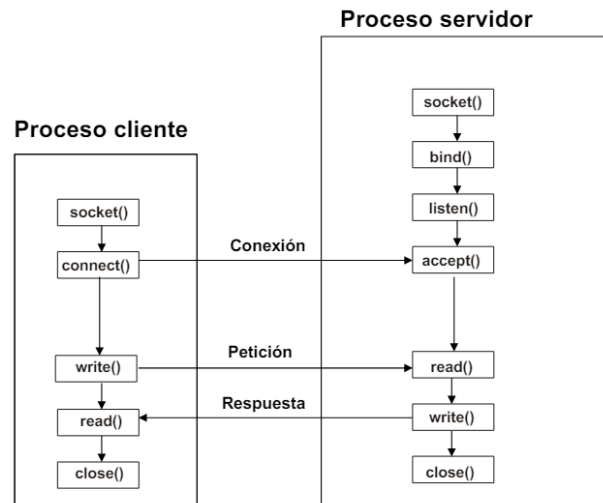 Proceso servidor
socket()
bind()
Proceso cliente
listen()
socket()
Conexión
connect()
accept()
Petición
write()
read()
Respuesta
read()
write()
close()
close()